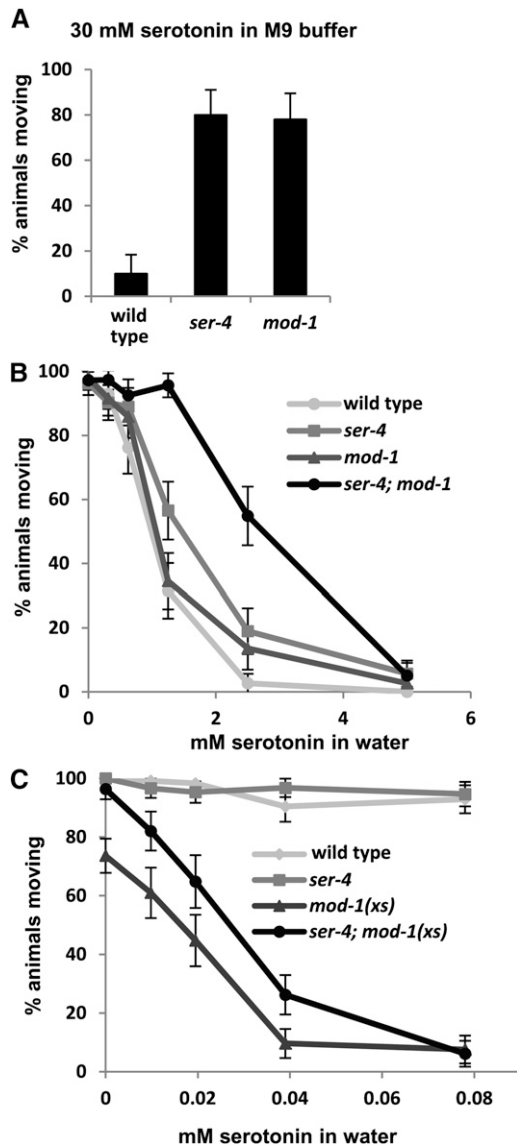 A
30 mM serotonin in M9 buffer
% animals moving
100
80
60
40
20
0
wild type
ser-4
mod-1
B
% animals moving
100
80
60
40
20
0
wild type
ser-4
mod-1
ser-4; mod-1
0
2
4
6
mM serotonin in water
C
% animals moving
100
80
60
40
20
0
wild type
ser-4
mod-1(xs)
ser-4; mod-1(xs)
0
0.02
0.04
0.06
0.08
mM serotonin in water